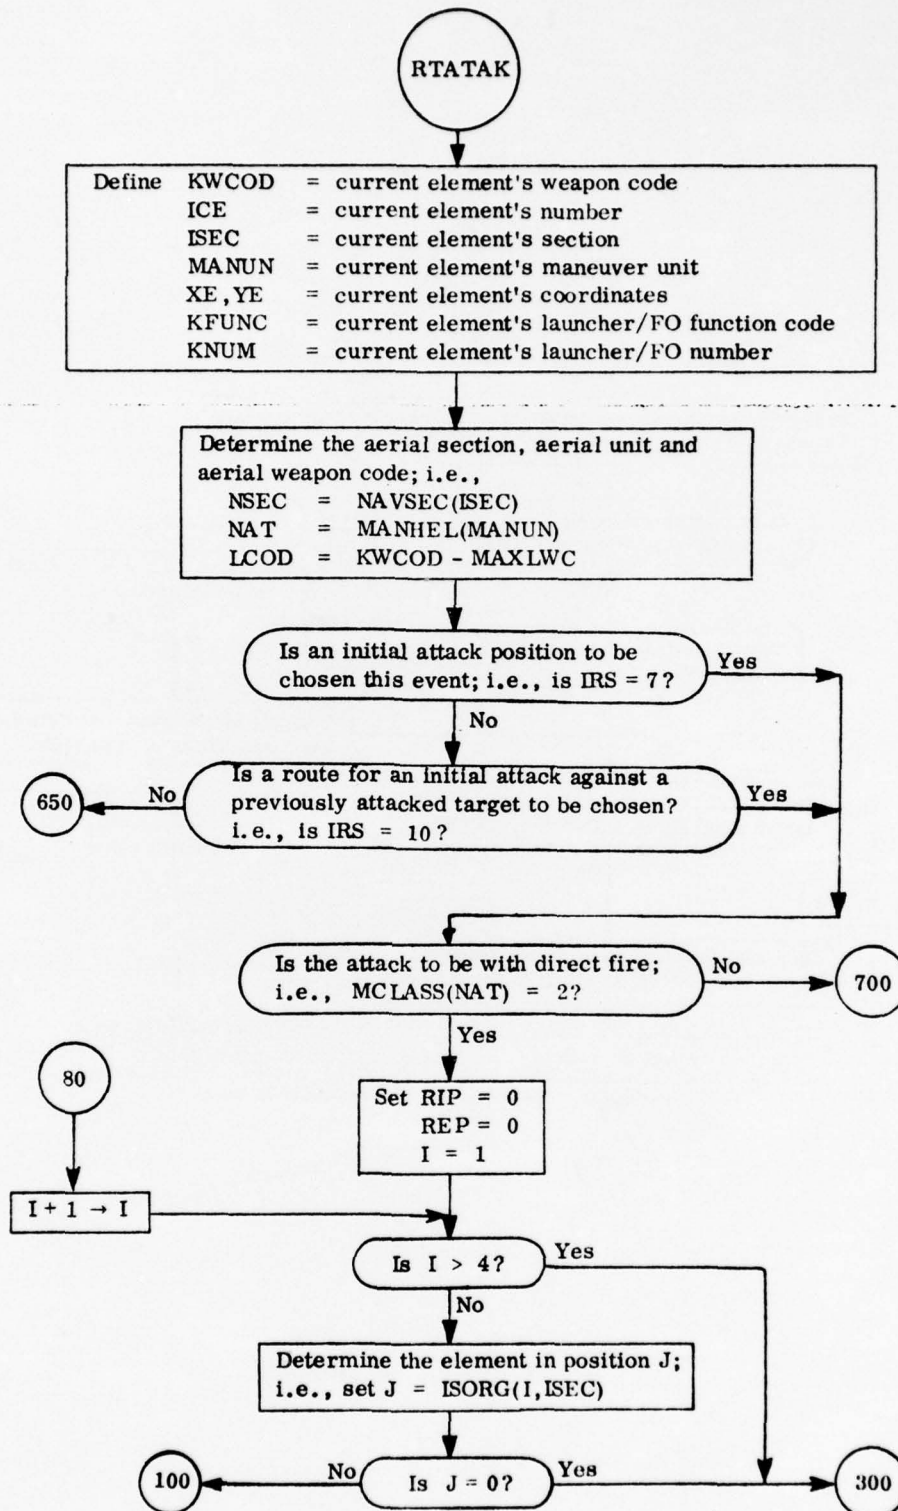 RTATAK
Define KWCOD = current element's weapon code
ICE = current element's number
ISEC = current element's section
MANUN = current element's maneuver unit
XE, YE = current element's coordinates
KFUNC = current element's launcher/FO function code
KNUM = current element's launcher/FO number
Determine the aerial section, aerial unit and
aerial weapon code; i.e.,
NSEC = NAVSEC(ISEC)
NAT = MANHEL(MANUN)
LCOD = KWCOD - MAXLWC
Is an initial attack position to be
chosen this event; i.e., is IRS = 7?
Yes
No
Is a route for an initial attack against a
previously attacked target to be chosen?
i.e., is IRS = 10?
Yes
No
650
Is the attack to be with direct fire;
i.e., MCLASS(NAT) = 2?
No
700
Yes
80
Set RIP = 0
REP = 0
I = 1
I + 1 → I
Is I > 4?
Yes
No
Determine the element in position J;
i.e., set J = ISORG(I,ISEC)
100
No
Is J = 0?
Yes
300